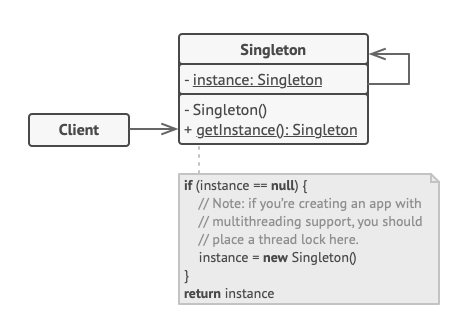 Singleton
- instance: Singleton
- Singleton()
+ getInstance(): Singleton
Client
if (instance == null) {
// Note: if you're creating an app with
// multithreading support, you should
// place a thread lock here.
instance = new Singleton()
}
return instance